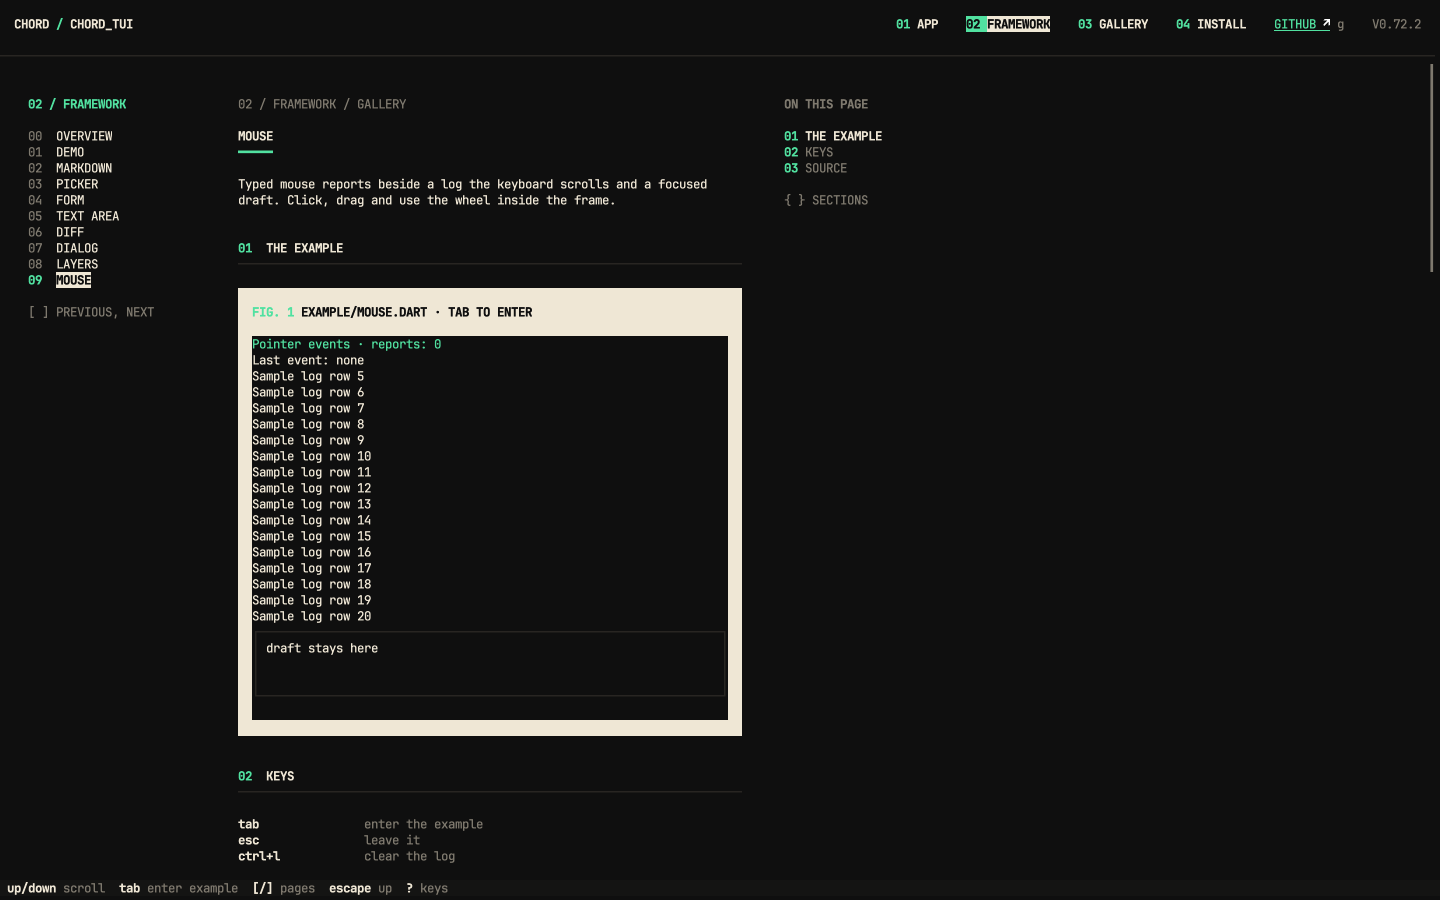 CHORD / CHORD_TUI
01 APP 02 FRAMEWORK 03 GALLERY 04 INSTALL GITHUB ↗ g V0.72.2
02 / FRAMEWORK
00 OVERVIEW
01 DEMO
02 MARKDOWN
03 PICKER
04 FORM
05 TEXT AREA
06 DIFF
07 DIALOG
08 LAYERS
09 MOUSE
[ ] PREVIOUS, NEXT
02 / FRAMEWORK / GALLERY
MOUSE
Typed mouse reports beside a log the keyboard scrolls and a focused
draft. Click, drag and use the wheel inside the frame.
01 THE EXAMPLE
FIG. 1 EXAMPLE/MOUSE.DART · TAB TO ENTER
Pointer events · reports: 0
Last event: none
Sample log row 5
Sample log row 6
Sample log row 7
Sample log row 8
Sample log row 9
Sample log row 10
Sample log row 11
Sample log row 12
Sample log row 13
Sample log row 14
Sample log row 15
Sample log row 16
Sample log row 17
Sample log row 18
Sample log row 19
Sample log row 20
draft stays here
02 KEYS
tab enter the example
esc leave it
ctrl+l clear the log
ON THIS PAGE
01 THE EXAMPLE
02 KEYS
03 SOURCE
{ } SECTIONS
up/down scroll tab enter example [/] pages escape up ? keys